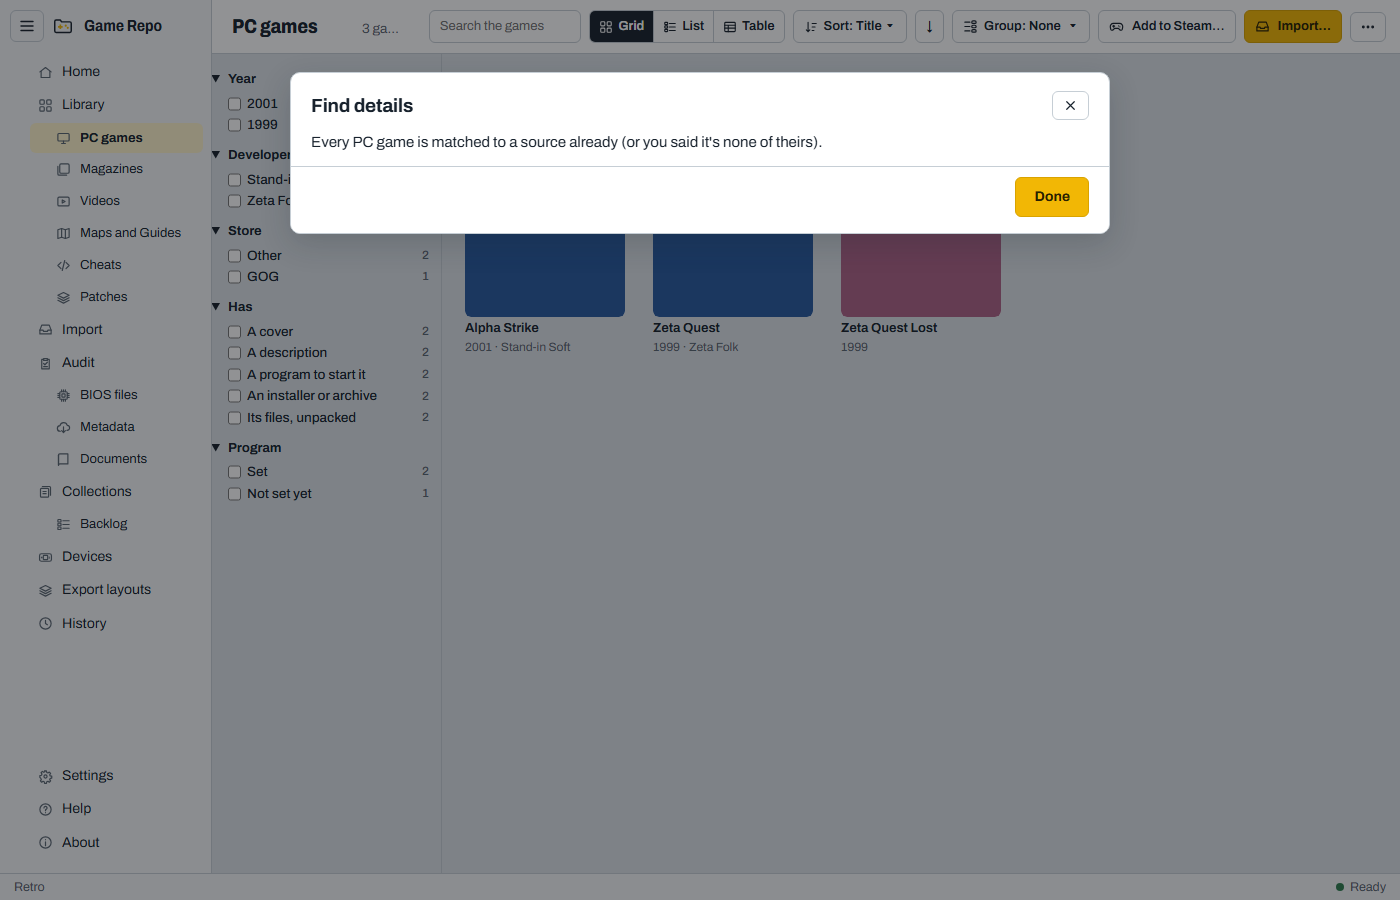 Game Repo
PC games
3 ga...
Search the games
Grid
List
Table
Sort: Title
Group: None
Add to Steam...
Import...
Home
Library
PC games
Magazines
Videos
Maps and Guides
Cheats
Patches
Import
Audit
BIOS files
Metadata
Documents
Collections
Backlog
Devices
Export layouts
History
Settings
Help
About
Year
2001
1999
Developer
Store
Other 2
GOG 1
Has
A cover 2
A description 2
A program to start it 2
An installer or archive 2
Its files, unpacked 2
Program
Set 2
Not set yet 1
Find details
Every PC game is matched to a source already (or you said it's none of theirs).
Done
Alpha Strike
2001 · Stand-in Soft
Zeta Quest
1999 · Zeta Folk
Zeta Quest Lost
1999
Retro
Ready